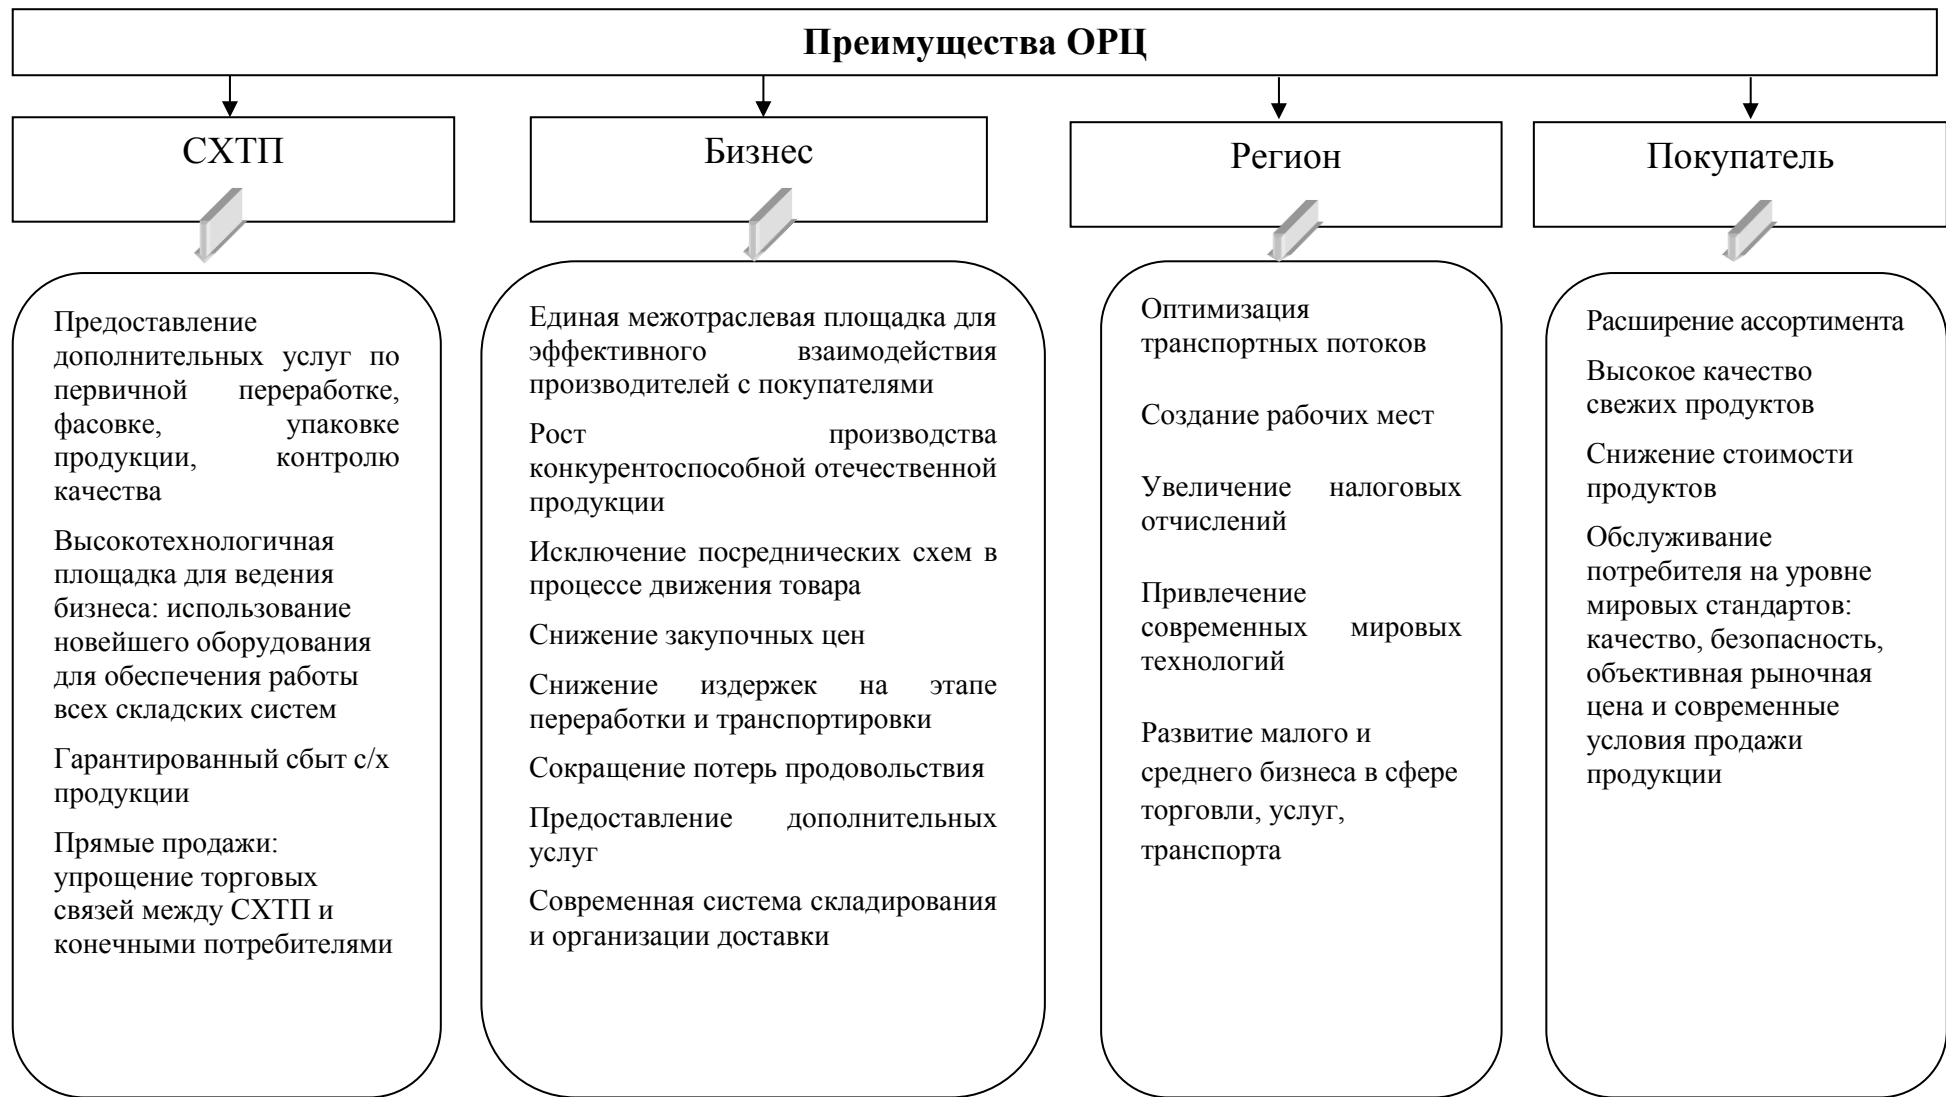 Преимущества ОРЦ
СХТП
Бизнес
Регион
Покупатель
Предоставление
дополнительных услуг по
первичной переработке,
фасовке, упаковке
продукции, контролю
качества
Высокотехнологичная
площадка для ведения
бизнеса: использование
новейшего оборудования
для обеспечения работы
всех складских систем
Гарантированный сбыт с/х
продукции
Прямые продажи:
упрощение торговых
связей между СХТП и
конечными потребителями
Единая межотраслевая площадка для
эффективного взаимодействия
производителей с покупателями
Рост производства
конкурентоспособной отечественной
продукции
Исключение посреднических схем в
процессе движения товара
Снижение закупочных цен
Снижение издержек на этапе
переработки и транспортировки
Сокращение потерь продовольствия
Предоставление дополнительных
услуг
Современная система складирования
и организации доставки
Оптимизация
транспортных потоков
Создание рабочих мест
Увеличение налоговых
отчислений
Привлечение
современных мировых
технологий
Развитие малого и
среднего бизнеса в сфере
торговли, услуг,
транспорта
Расширение ассортимента
Высокое качество
свежих продуктов
Снижение стоимости
продуктов
Обслуживание
потребителя на уровне
мировых стандартов:
качество, безопасность,
объективная рыночная
цена и современные
условия продажи
продукции